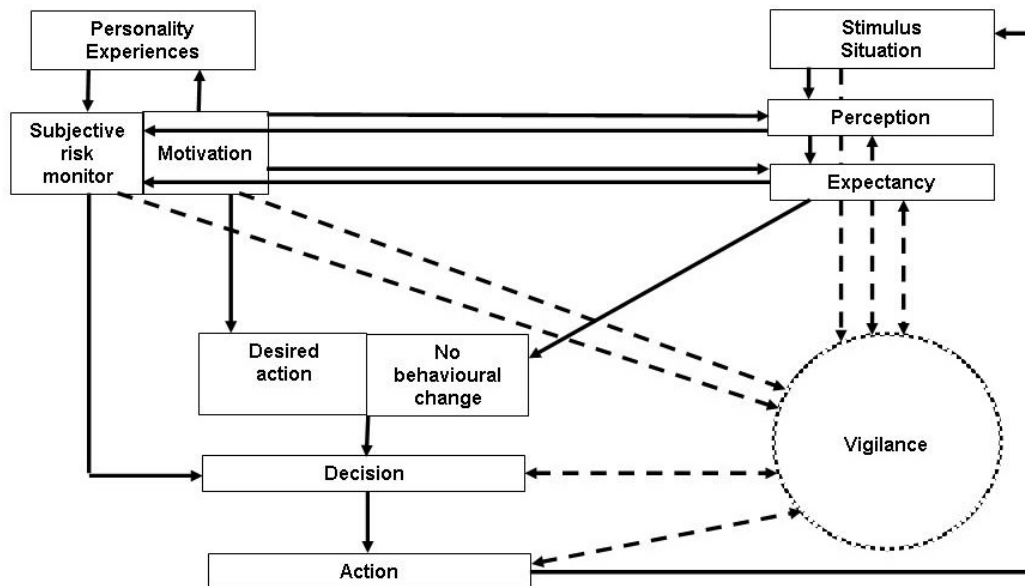 Personality
Experiences
Stimulus
Situation
Subjective
risk
monitor
Motivation
Perception
Expectancy
Desired
action
No
behavioural
change
Vigilance
Decision
Action